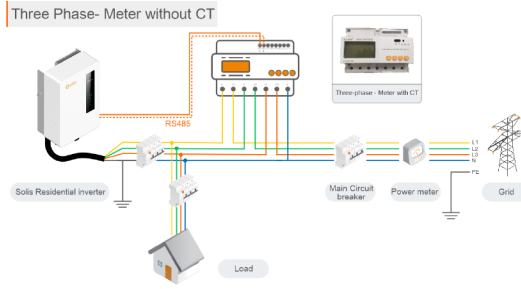 Three Phase- Meter without CT
Three-phase - Meter with CT
RS485
L1
L2
L3
N
PE
Solis Residential inverter
Main Circuit
breaker
Power meter
Grid
Load